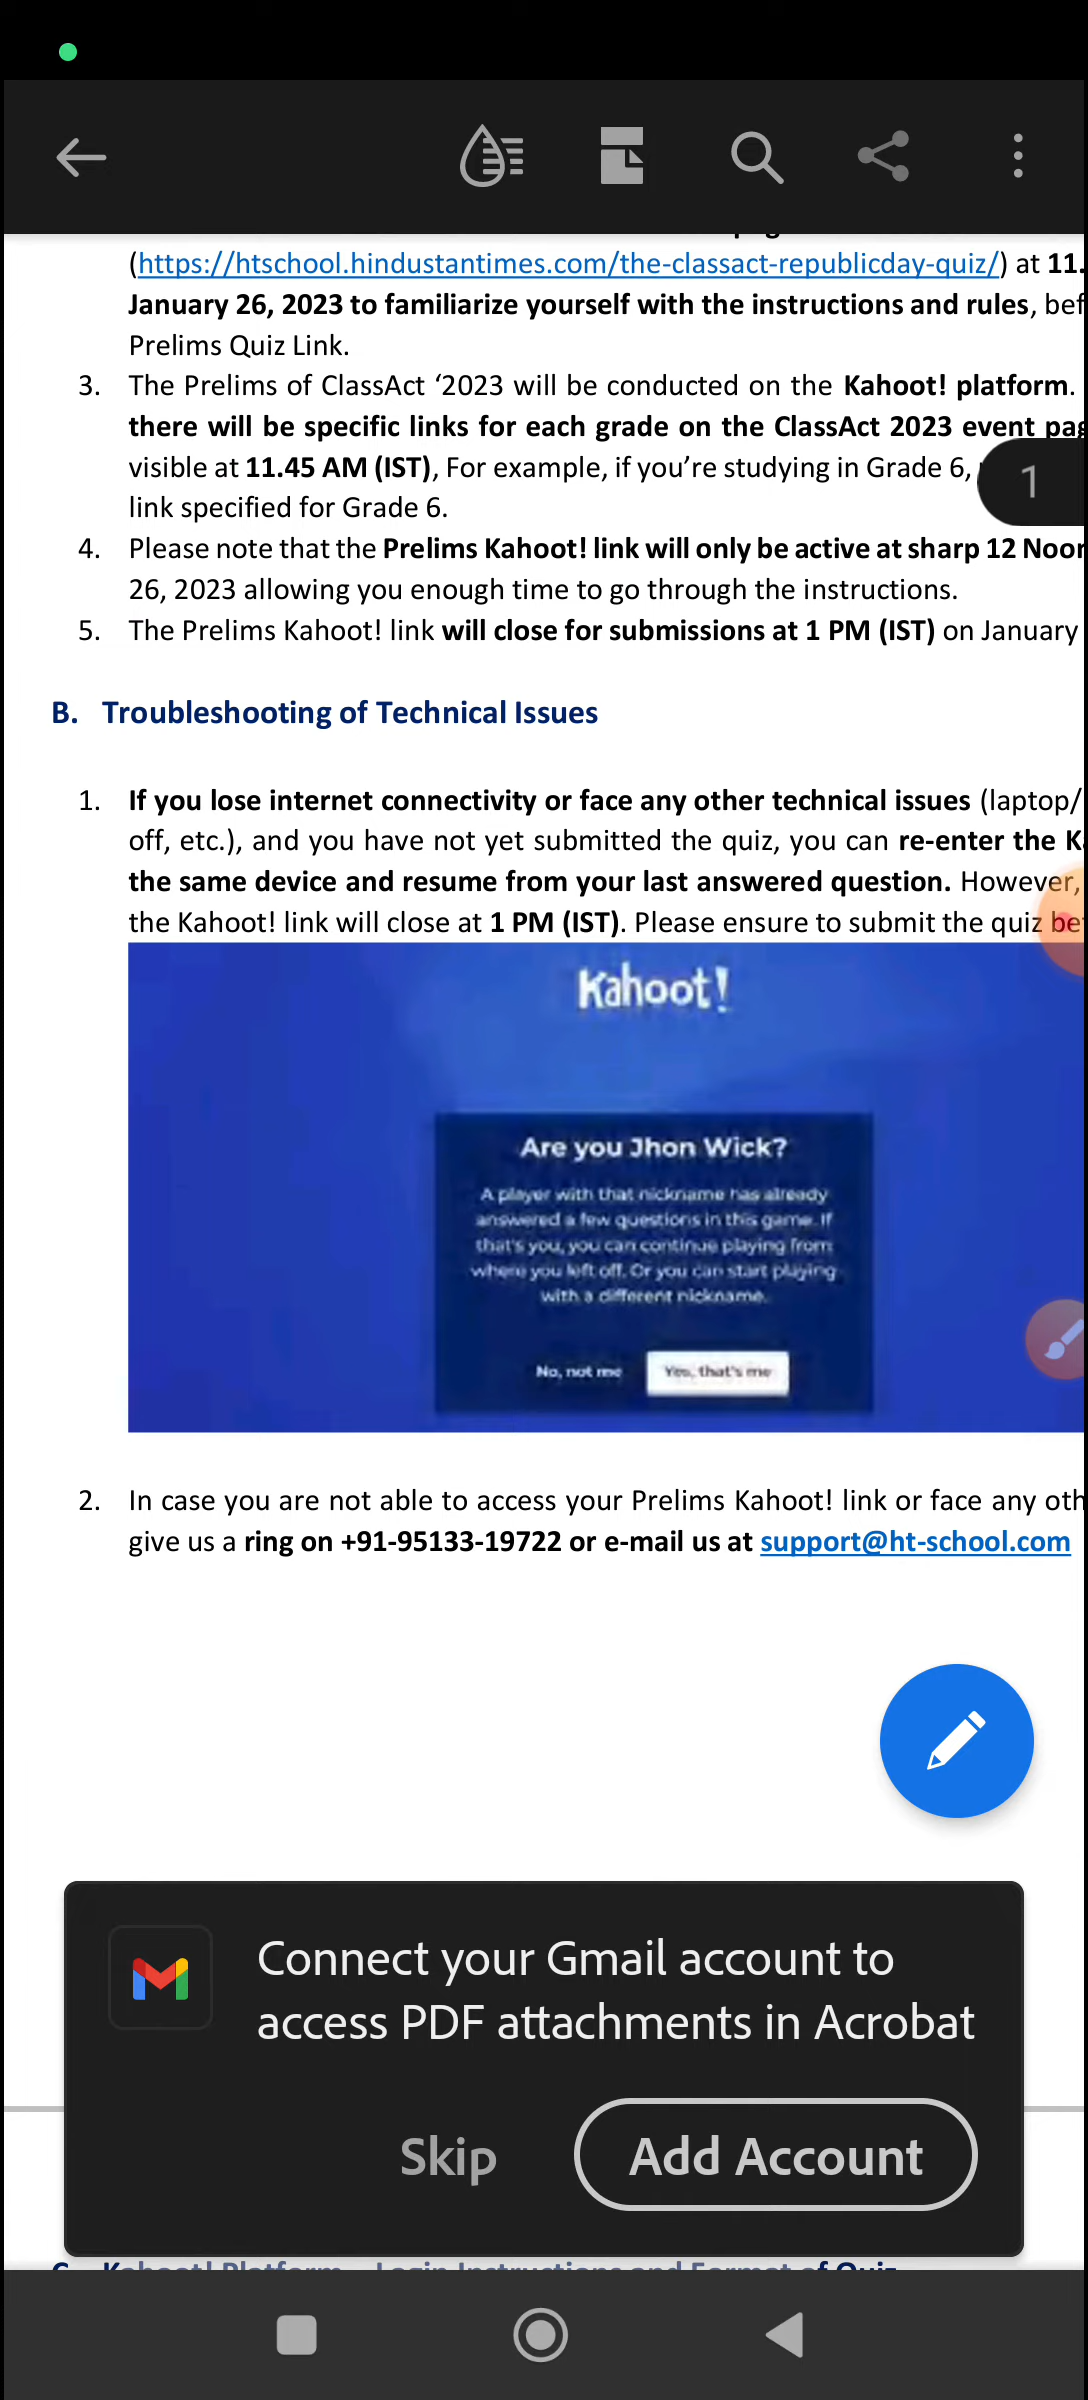 (https://htschool.hindustantimes.com/the-classact-republicday-quiz/) at 11.
January 26, 2023 to familiarize yourself with the instructions and rules, bef
Prelims Quiz Link.
3. The Prelims of ClassAct ‘2023 will be conducted on the Kahoot! platform.
there will be specific links for each grade on the ClassAct 2023 event pag
visible at 11.45 AM (IST), For example, if you’re studying in Grade 6,
1
link specified for Grade 6.
4. Please note that the Prelims Kahoot! link will only be active at sharp 12 Noon
26, 2023 allowing you enough time to go through the instructions.
5. The Prelims Kahoot! link will close for submissions at 1 PM (IST) on January
B. Troubleshooting of Technical Issues
1. If you lose internet connectivity or face any other technical issues (laptop/
off, etc.), and you have not yet submitted the quiz, you can re-enter the K
the same device and resume from your last answered question. However,
the Kahoot! link will close at 1 PM (IST). Please ensure to submit the quiz be
Kahoot!
Are you Jhon Wick?
A player with that nickname has already
answered a few questions in this game. If
that's you, you can continue playing from
where you left off. Or you can start playing
with a different nickname.
No, not me Yes, that's me
2. In case you are not able to access your Prelims Kahoot! link or face any oth
give us a ring on +91-95133-19722 or e-mail us at support@ht-school.com
Connect your Gmail account to
access PDF attachments in Acrobat
Skip Add Account
C. Kahoot! Platform – Login Instructions and Format of Quiz